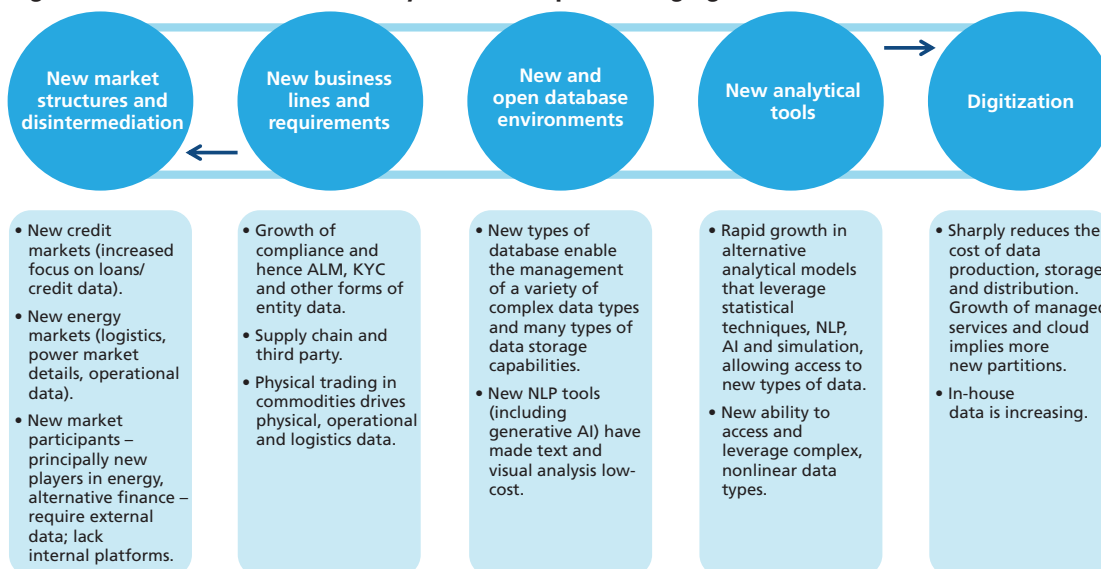 New market
structures and
disintermediation
New business
lines and
requirements
New and
open database
environments
New analytical
tools
Digitization
• New credit
markets (increased
focus on loans/
credit data).
• New energy
markets (logistics,
power market
details, operational
data).
• New market
participants –
principally new
players in energy,
alternative finance –
require external
data; lack
internal platforms.
• Growth of
compliance and
hence ALM, KYC
and other forms of
entity data.
• Supply chain and
third party.
• Physical trading in
commodities drives
physical, operational
and logistics data.
• New types of
database enable
the management
of a variety of
complex data types
and many types of
data storage
capabilities.
• New NLP tools
(including
generative AI) have
made text and
visual analysis low-
cost.
• Rapid growth in
alternative
analytical models
that leverage
statistical
techniques, NLP,
AI and simulation,
allowing access to
new types of data.
• New ability to
access and
leverage complex,
nonlinear data
types.
• Sharply reduces the
cost of data
production, storage
and distribution.
Growth of managed
services and cloud
implies more
new partitions.
• In-house
data is increasing.